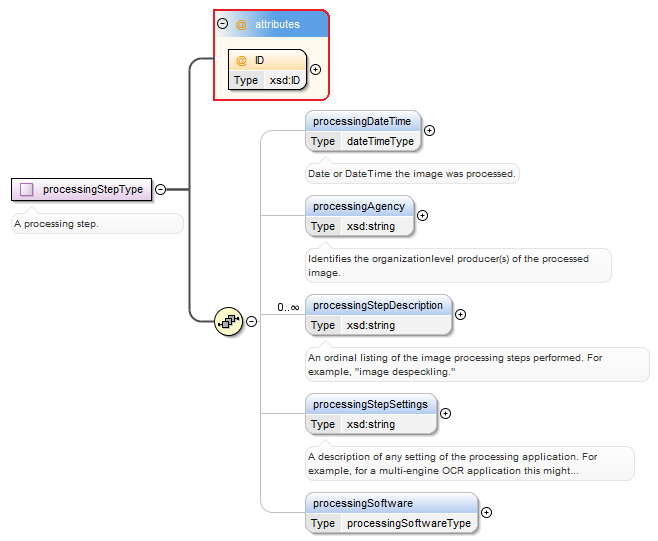 @ attributes
@ ID
Type xsd:ID
processingDateTime
Type dateTimeType
Date or DateTime the image was processed.
processingStepType
A processing step.
processingAgency
Type xsd:string
Identifies the organizationlevel producer(s) of the processed
image.
0..∞
processingStepDescription
Type xsd:string
An ordinal listing of the image processing steps performed. For
example, "image despeckling."
processingStepSettings
Type xsd:string
A description of any setting of the processing application. For
example, for a multi-engine OCR application this might...
processingSoftware
Type processingSoftwareType